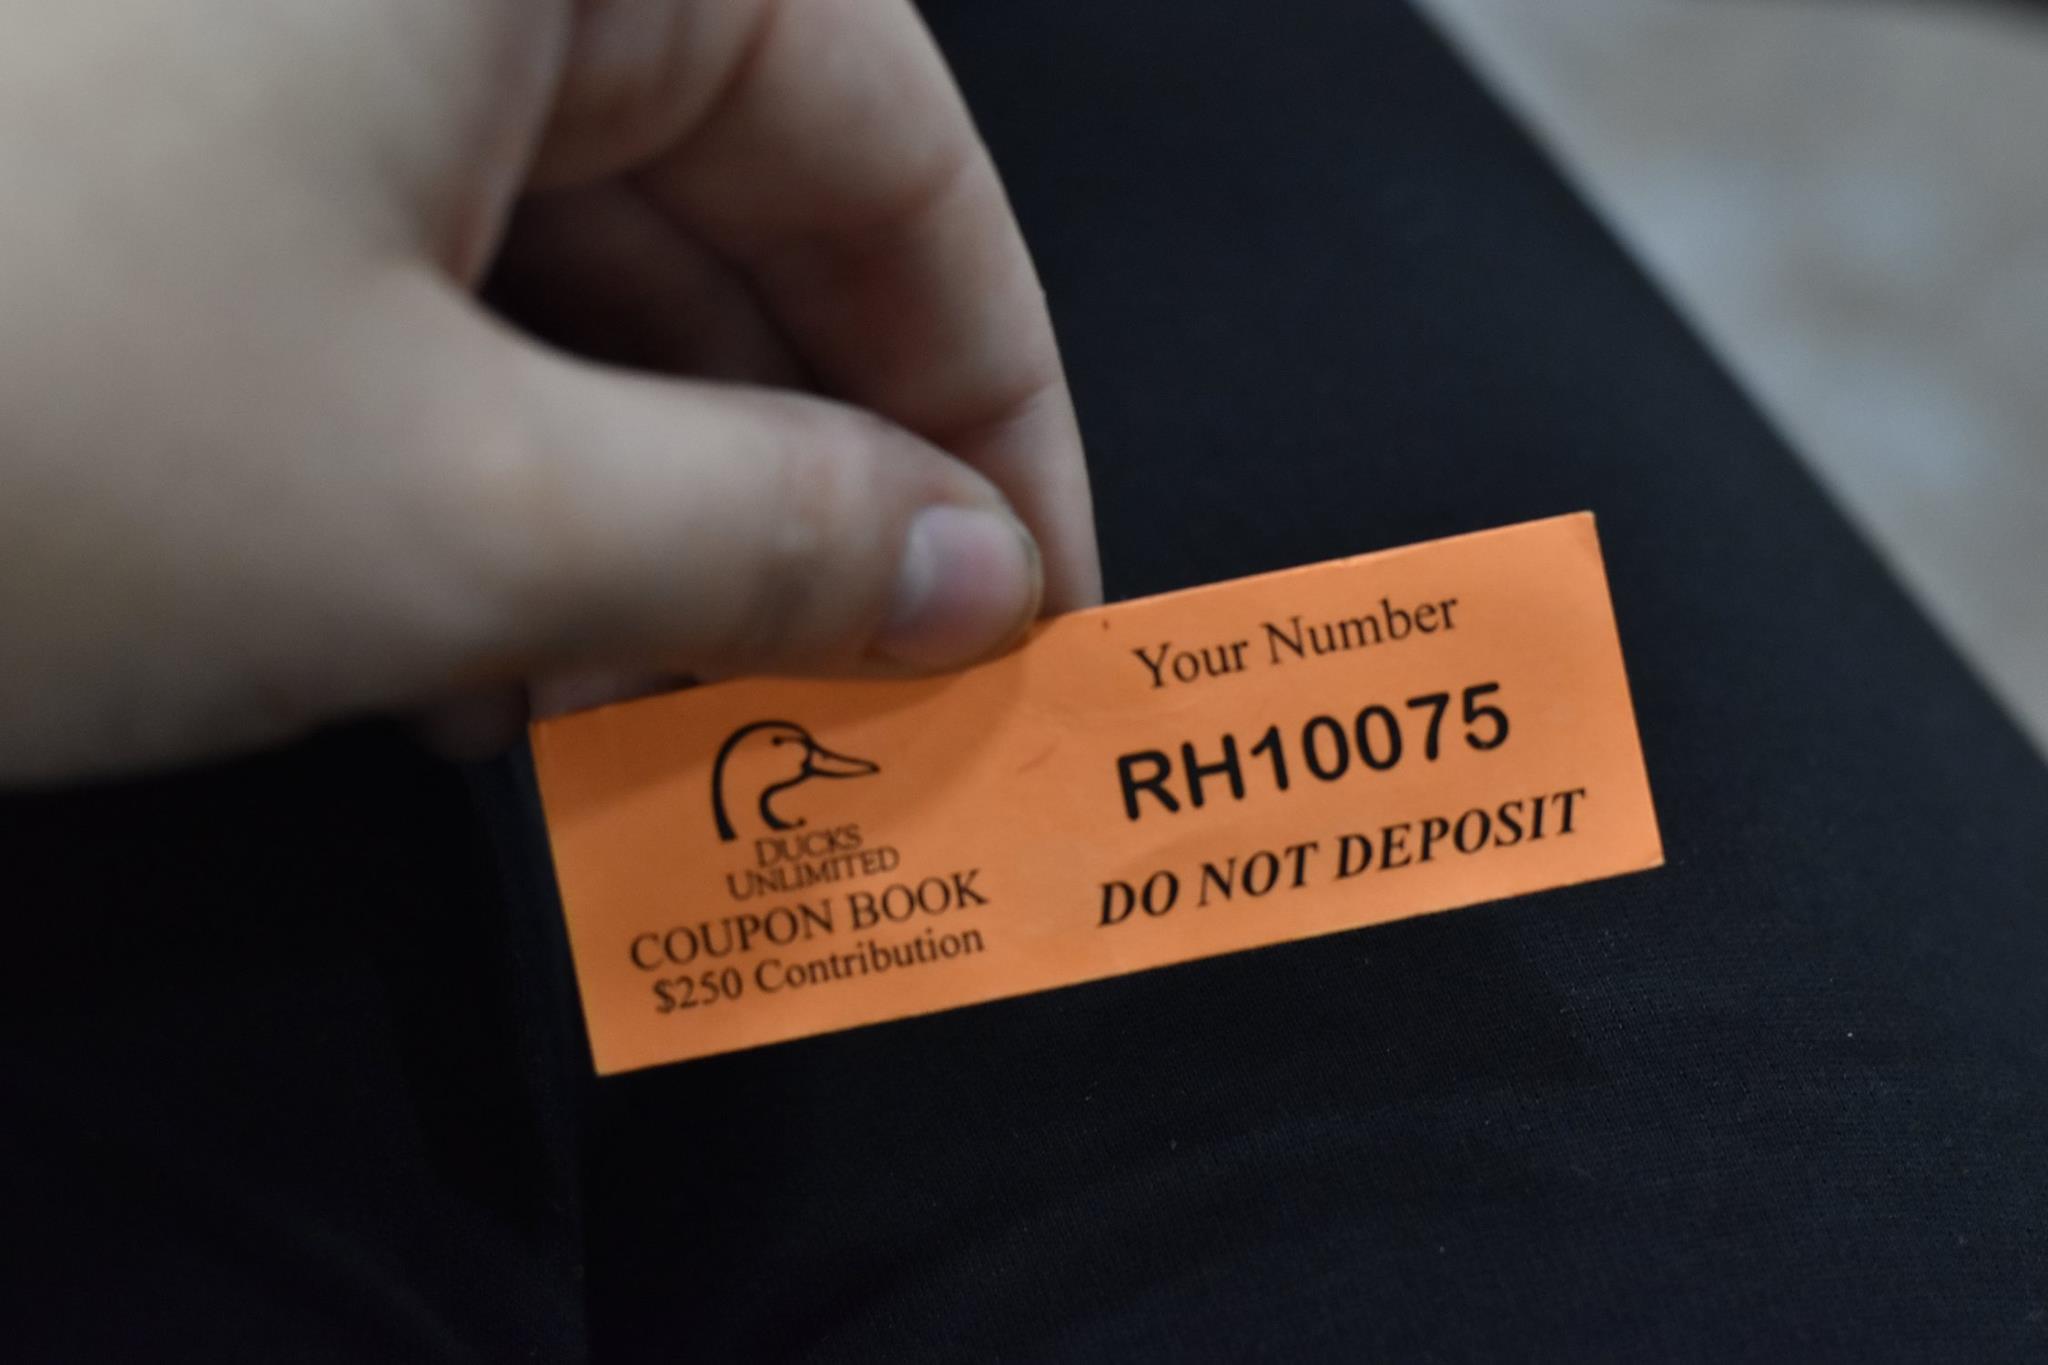 DUCKS
UNLIMITED
COUPON BOOK
$250 Contribution
Your Number
RH10075
DO NOT DEPOSIT